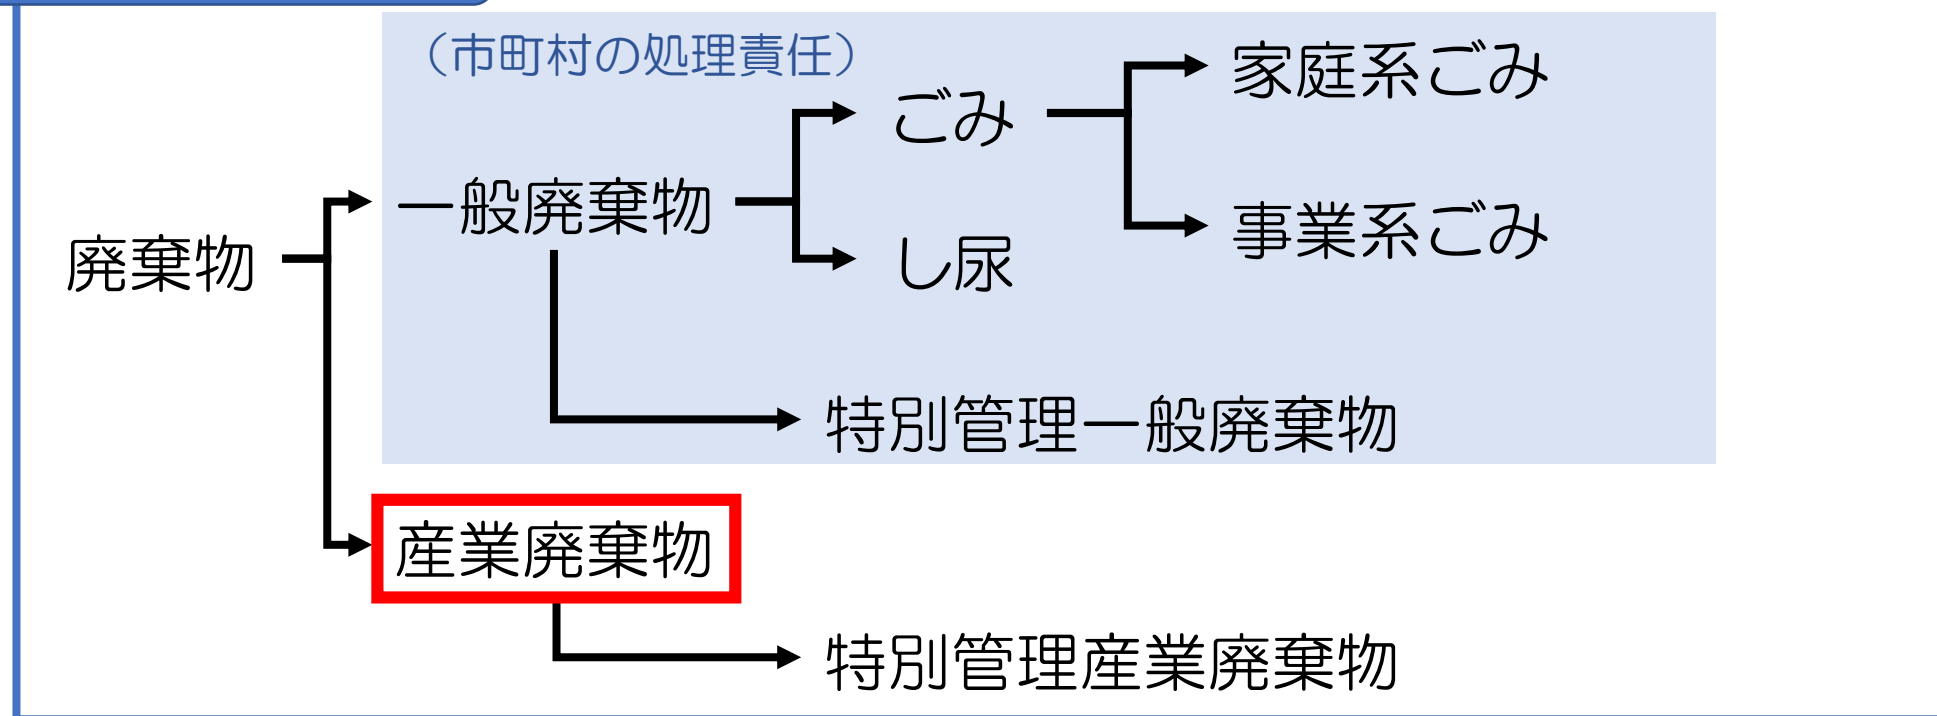 （市町村の処理責任）
家庭系ごみ
ごみ
一般廃棄物
事業系ごみ
廃棄物
し尿
特別管理一般廃棄物
産業廃棄物
特別管理産業廃棄物